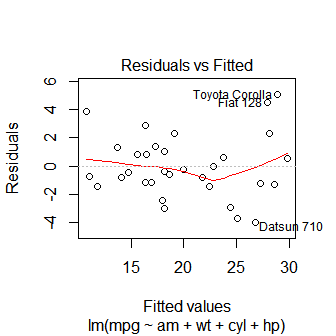 Residuals vs Fitted
Toyota Corolla
Fiat 128
Datsun 710
Residuals
6
4
2
0
-2
-4
15
20
25
30
Fitted values
lm(mpg ~ am + wt + cyl + hp)